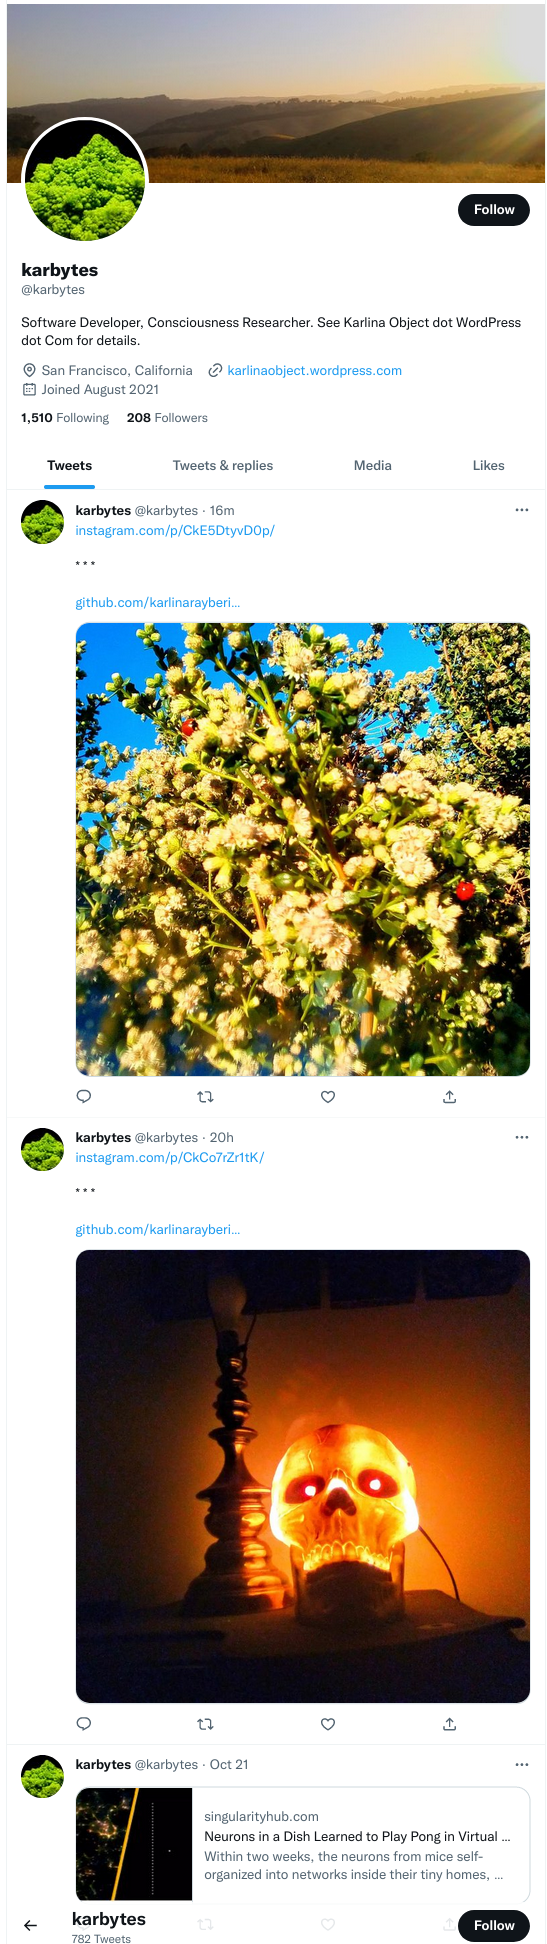 Follow
karbytes
@karbytes
Software Developer, Consciousness Researcher. See Karlina Object dot WordPress
dot Com for details.
San Francisco, California karlinaobject.wordpress.com
Joined August 2021
1,510 Following 208 Followers
Tweets Tweets & replies Media Likes
karbytes @karbytes · 16m
instagram.com/p/CkE5DtyvD0p/
***
github.com/karlinarayberi...
karbytes @karbytes · 20h
instagram.com/p/CkCo7rZr1tK/
***
github.com/karlinarayberi...
karbytes @karbytes · Oct 21
singularityhub.com
Neurons in a Dish Learned to Play Pong in Virtual ...
Within two weeks, the neurons from mice self-
organized into networks inside their tiny homes, ...
karbytes
782 Tweets
Follow